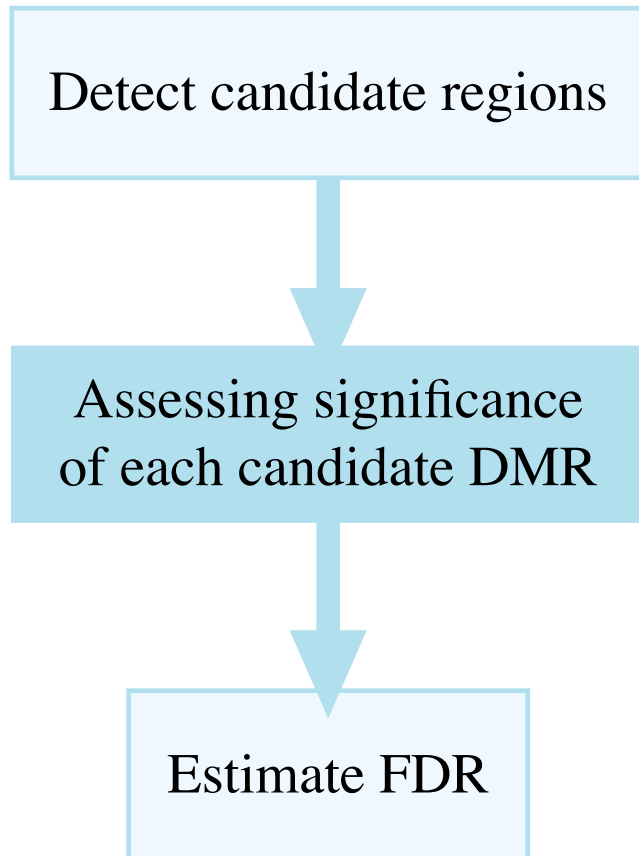 Detect candidate regions
Assessing significance
of each candidate DMR
Estimate FDR